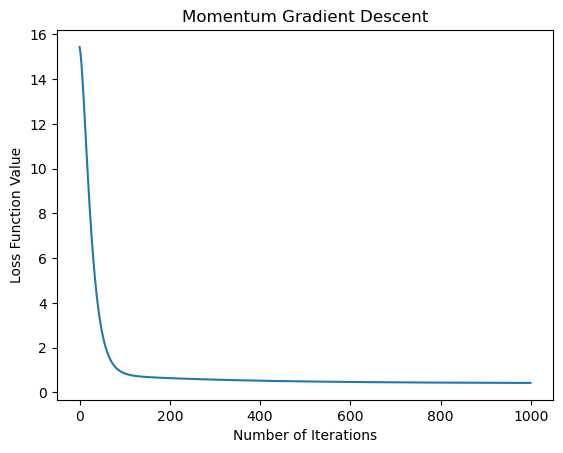 Momentum Gradient Descent
16
14
12
10
8
6
4
2
0
Loss Function Value
0 200 400 600 800 1000
Number of Iterations